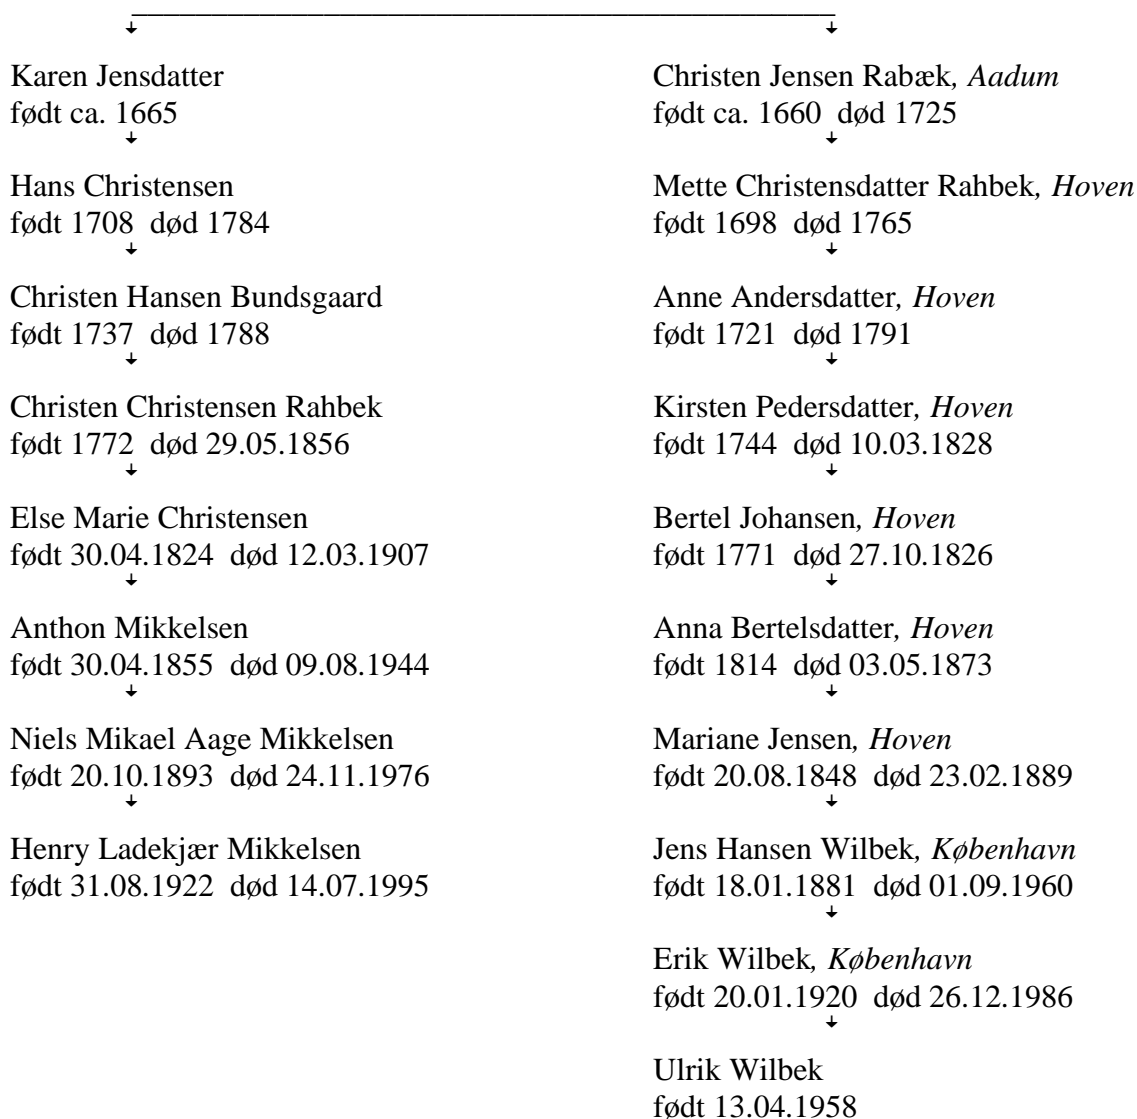 Karen Jensdatter
født ca. 1665
Hans Christensen
født 1708 død 1784
Christen Hansen Bundsgaard
født 1737 død 1788
Christen Christensen Rahbek
født 1772 død 29.05.1856
Else Marie Christensen
født 30.04.1824 død 12.03.1907
Anthon Mikkelsen
født 30.04.1855 død 09.08.1944
Niels Mikael Aage Mikkelsen
født 20.10.1893 død 24.11.1976
Henry Ladekjær Mikkelsen
født 31.08.1922 død 14.07.1995
Christen Jensen Rabæk, Aadum
født ca. 1660 død 1725
Mette Christensdatter Rahbek, Hoven
født 1698 død 1765
Anne Andersdatter, Hoven
født 1721 død 1791
Kirsten Pedersdatter, Hoven
født 1744 død 10.03.1828
Bertel Johansen, Hoven
født 1771 død 27.10.1826
Anna Bertelsdatter, Hoven
født 1814 død 03.05.1873
Mariane Jensen, Hoven
født 20.08.1848 død 23.02.1889
Jens Hansen Wilbek, København
født 18.01.1881 død 01.09.1960
Erik Wilbek, København
født 20.01.1920 død 26.12.1986
Ulrik Wilbek
født 13.04.1958